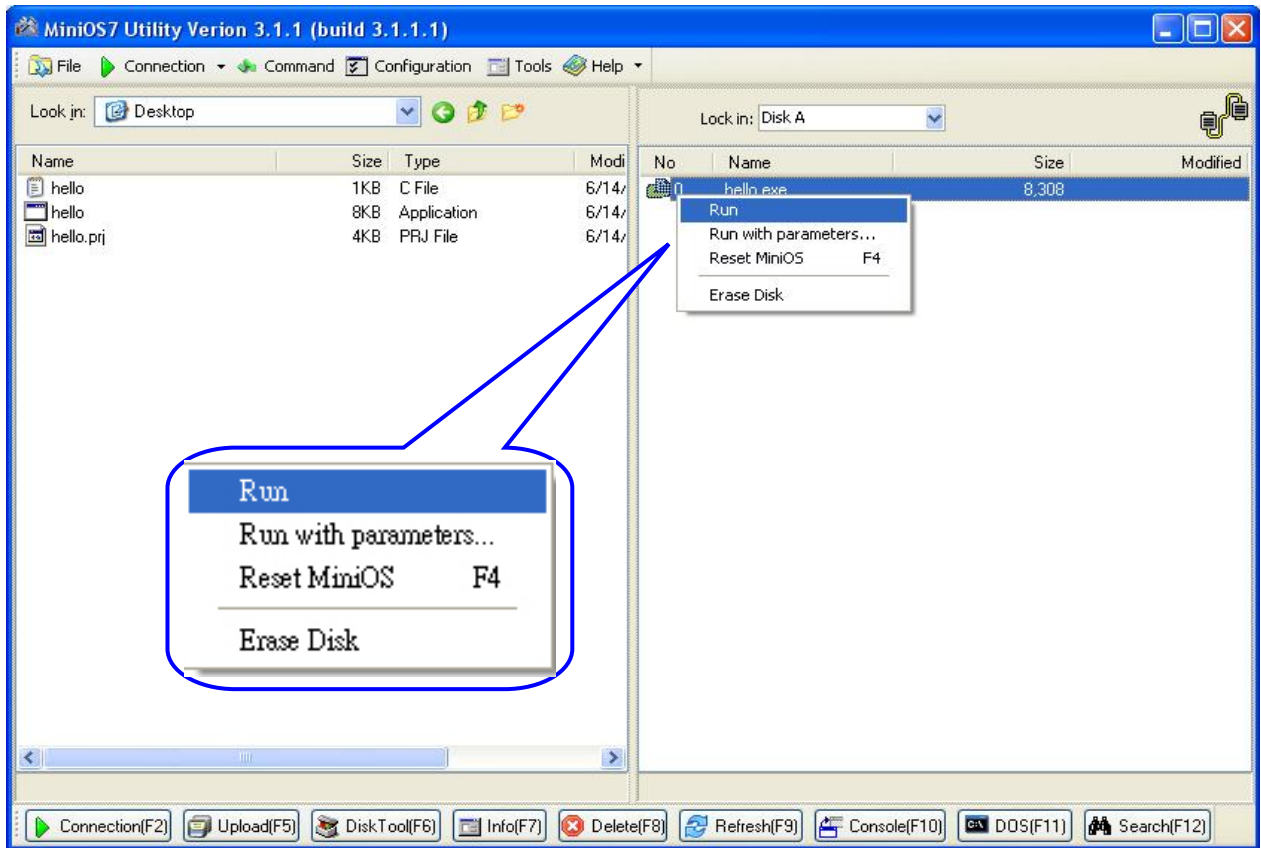 MiniOS7 Utility Verion 3.1.1 (build 3.1.1.1)
File Connection Command Configuration Tools Help
Look in: Desktop
Lock in: Disk A
Name Size Type Modi
hello 1KB C File 6/14/
hello 8KB Application 6/14/
hello.prj 4KB PRJ File 6/14/
No Name Size Modified
0 hello.exe 8,308
Run
Run with parameters...
Reset MiniOS F4
Erase Disk
Run
Run with parameters...
Reset MiniOS F4
Erase Disk
Connection(F2) Upload(F5) DiskTool(F6) Info(F7) Delete(F8) Refresh(F9) Console(F10) DOS(F11) Search(F12)